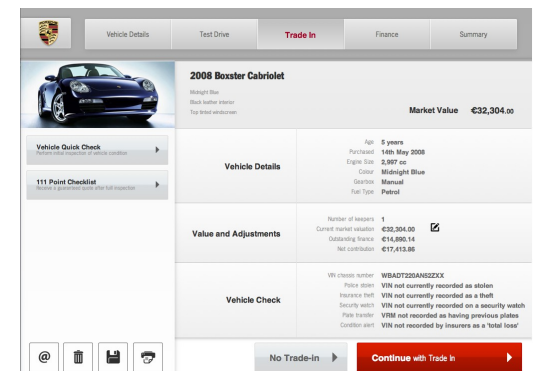 Vehicle Details
Test Drive
Trade In
Finance
Summary
2008 Boxster Cabriolet
Midnight Blue
Black leather interior
Top tinted windscreen
Market Value €32,304.00
Vehicle Quick Check
Perform initial inspection of vehicle condition
111 Point Checklist
Receive a guaranteed quote after full inspection
Vehicle Details
Age 5 years
Purchased 14th May 2008
Engine Size 2,997 cc
Colour Midnight Blue
Gearbox Manual
Fuel Type Petrol
Value and Adjustments
Number of keepers 1
Current market valuation €32,304.00
Outstanding finance €14,890.14
Net contribution €17,413.86
Vehicle Check
VIN chassis number WBADT220AN52ZXX
Police stolen VIN not currently recorded as stolen
Insurance theft VIN not currently recorded as a theft
Security watch VIN not currently recorded on a security watch
Plate transfer VRM not recorded as having previous plates
Condition alert VIN not recorded by insurers as a 'total loss'
@
No Trade-in
Continue with Trade In